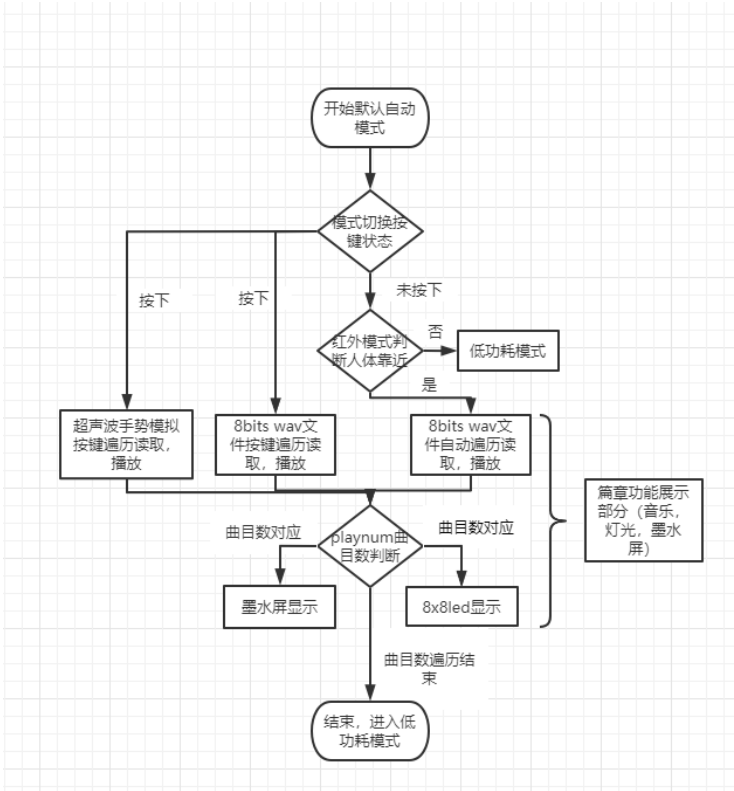 开始默认自动
模式
模式切换按
键状态
按下
按下
未按下
红外模式判
断人体靠近
否
低功耗模式
是
超声波手势模拟
按键遍历读取，
播放
8bits wav文
件按键遍历读
取，播放
8bits wav文
件自动遍历读
取，播放
篇章功能展示
部分（音乐，
灯光，墨水
屏）
曲目数对应
playnum曲
目数判断
曲目数对应
墨水屏显示
8x8led显示
曲目数遍历结
束
结束，进入低
功耗模式